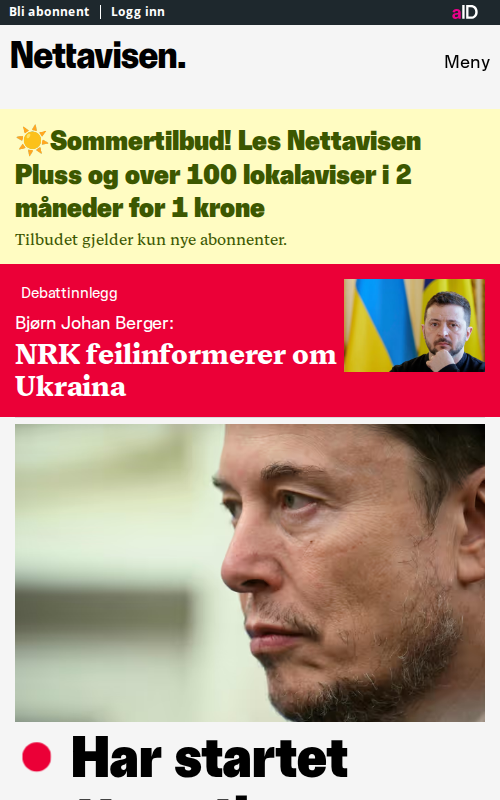 Bli abonnent | Logg inn
aID
Nettavisen.
Meny
☀️Sommertilbud! Les Nettavisen
Pluss og over 100 lokalaviser i 2
måneder for 1 krone
Tilbudet gjelder kun nye abonnenter.
Debattinnlegg
Bjørn Johan Berger:
NRK feilinformerer om
Ukraina
Har startet